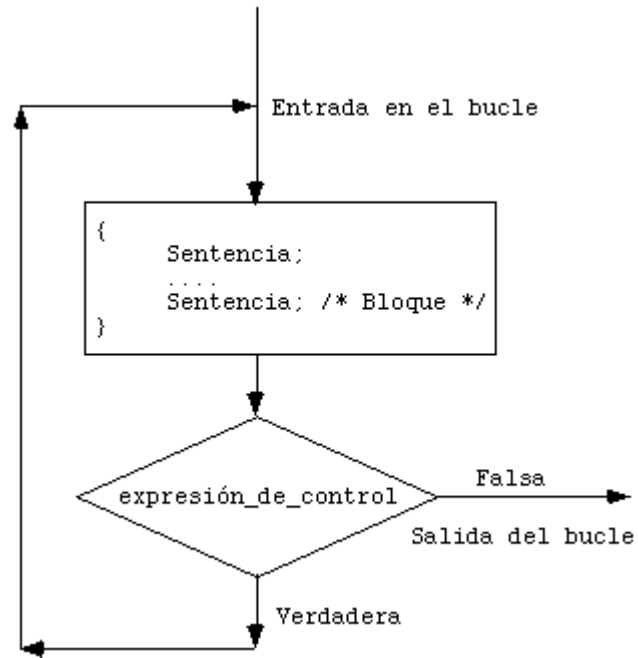 Entrada en el bucle
{
Sentencia;
....
Sentencia; /* Bloque */
}
expresión_de_control
Falsa
Salida del bucle
Verdadera